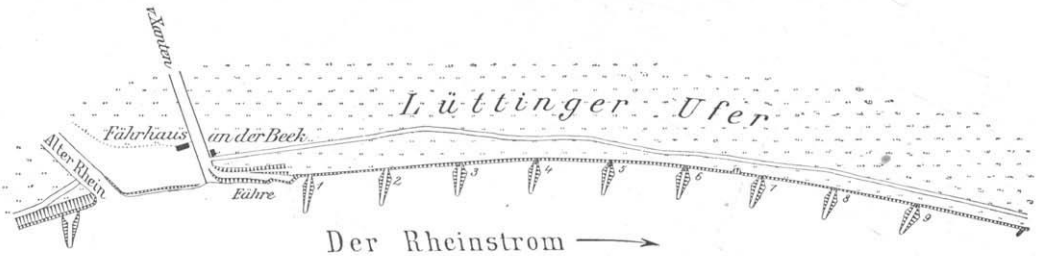 v. Xanten
Lüttinger Ufer
Fährhaus
an der Beek
Alter Rhein
Fähre
1
2
3
4
5
6
7
8
9
Der Rheinstrom